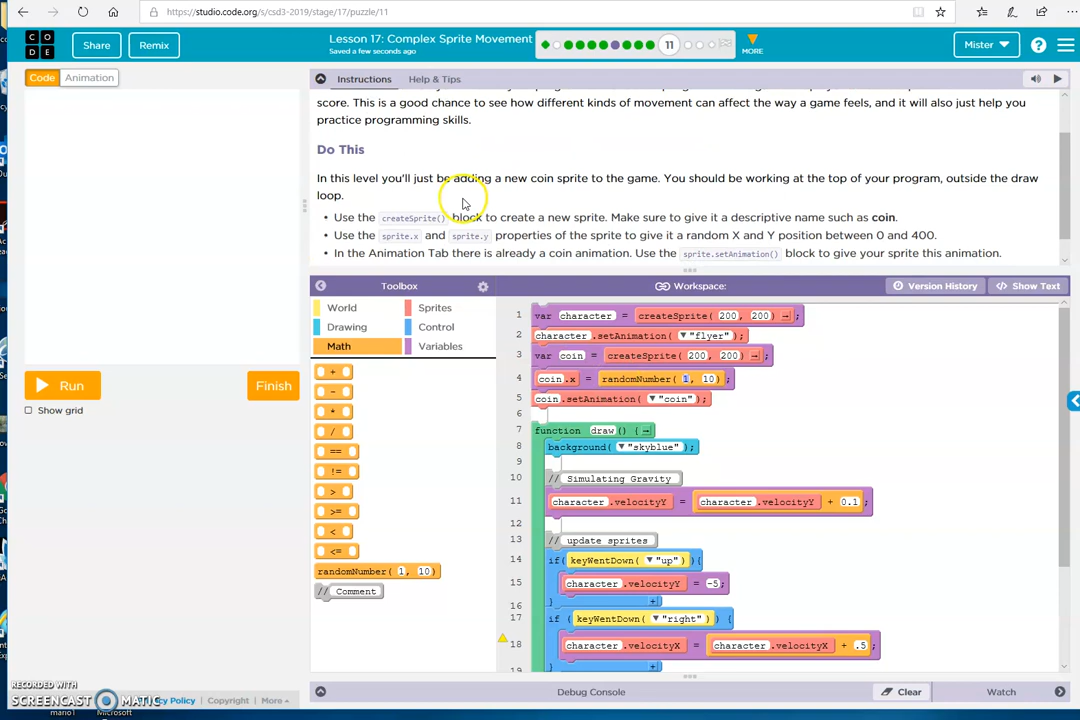 https://studio.code.org/s/csd3-2019/stage/17/puzzle/11
CO
DE
Share
Remix
Lesson 17: Complex Sprite Movement
Saved a few seconds ago
11
MORE
Mister
Code
Animation
Instructions
Help & Tips
score. This is a good chance to see how different kinds of movement can affect the way a game feels, and it will also just help you
practice programming skills.
Do This
In this level you'll just be adding a new coin sprite to the game. You should be working at the top of your program, outside the draw
loop.
• Use the createSprite() block to create a new sprite. Make sure to give it a descriptive name such as coin.
• Use the sprite.x and sprite.y properties of the sprite to give it a random X and Y position between 0 and 400.
• In the Animation Tab there is already a coin animation. Use the sprite.setAnimation() block to give your sprite this animation.
Toolbox
Workspace:
Version History
</> Show Text
World
Sprites
Drawing
Control
Math
Variables
+
-
*
/
==
!=
>
>=
<
<=
randomNumber( 1, 10)
// Comment
Run
Finish
Show grid
1 var character = createSprite( 200, 200) → ;
2 character.setAnimation( ▼"flyer");
3 var coin = createSprite( 200, 200) → ;
4 coin.x = randomNumber( 1, 10) ;
5 coin.setAnimation( ▼"coin");
6
7 function draw() { →
8 background( ▼"skyblue");
9
10 // Simulating Gravity
11 character.velocityY = character.velocityY + 0.1 ;
12
13 // update sprites
14 if( keyWentDown( ▼"up") ){
15 character.velocityY = -5;
16 } +
17 if ( keyWentDown( ▼"right") ) {
18 character.velocityX = character.velocityX + .5 ;
19 } +
Debug Console
Clear
Watch
RECORDED WITH
SCREENCAST MATIC
Policy
Copyright
More
mario1
Microsoft